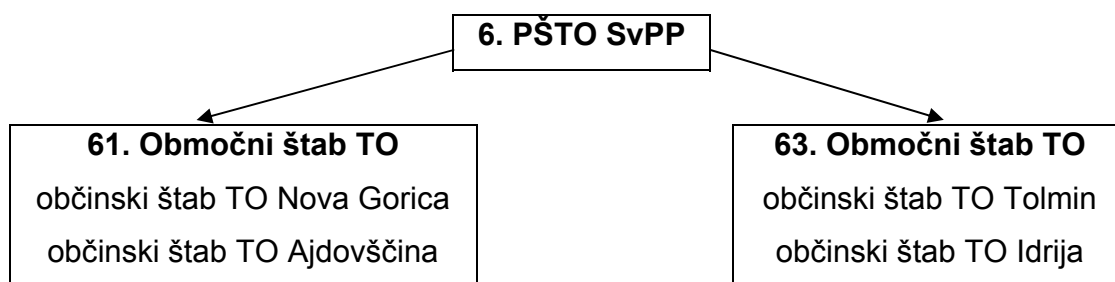 6. PŠTO SvPP
61. Območni štab TO
občinski štab TO Nova Gorica
občinski štab TO Ajdovščina
63. Območni štab TO
občinski štab TO Tolmin
občinski štab TO Idrija